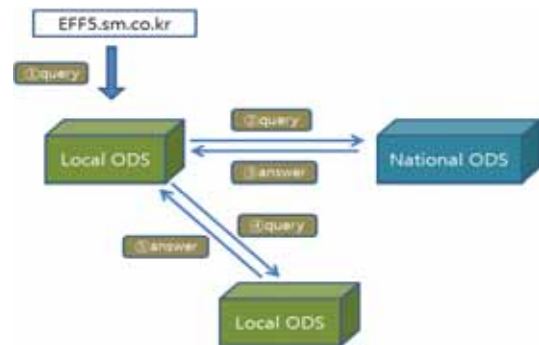 EFF5.sm.co.kr
①query
②query
Local ODS
National ODS
③answer
④query
⑤answer
Local ODS